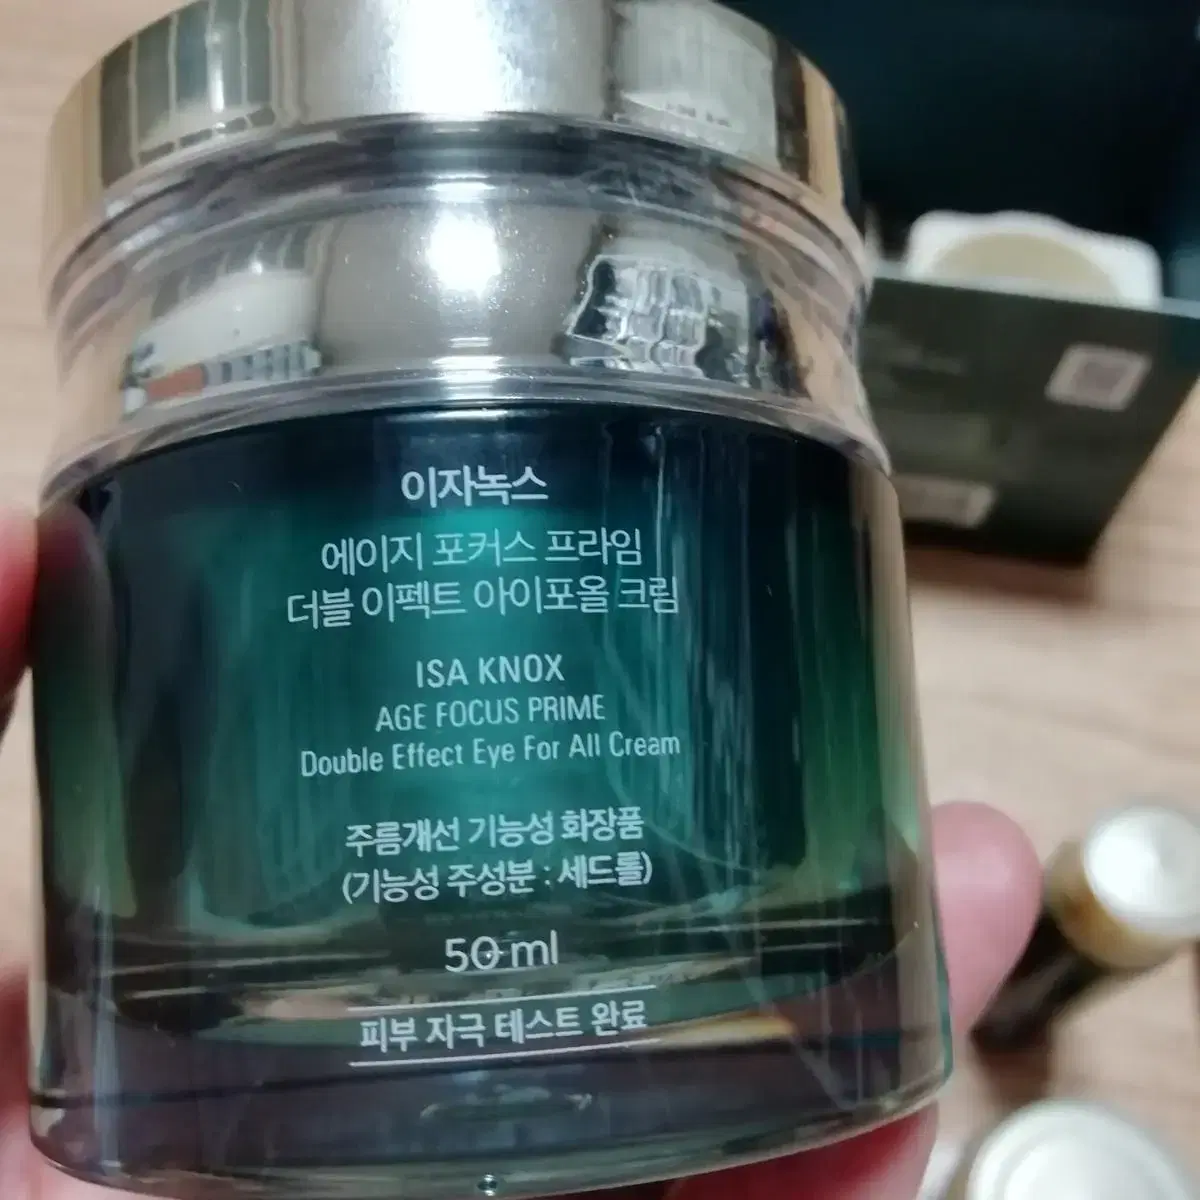 이자녹스
에이지 포커스 프라임
더블 이펙트 아이포올 크림
ISA KNOX
AGE FOCUS PRIME
Double Effect Eye For All Cream
주름개선 기능성 화장품
(기능성 주성분 : 세드롤)
50 ml
피부 자극 테스트 완료